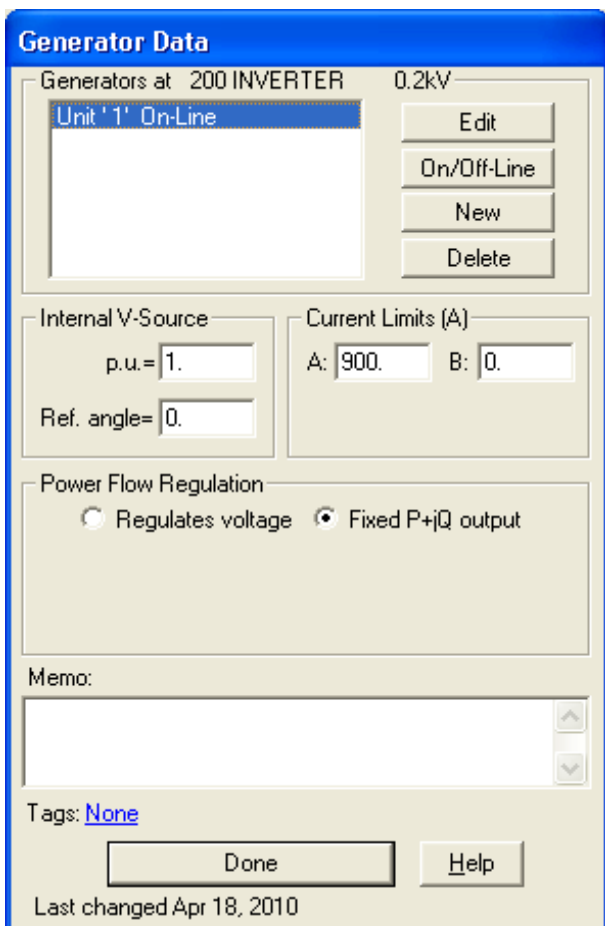 Generator Data
Generators at 200 INVERTER 0.2kV
Unit '1' On-Line
Edit
On/Off-Line
New
Delete
Internal V-Source
p.u.= 1.
Ref. angle= 0.
Current Limits (A)
A: 900. B: 0.
Power Flow Regulation
Regulates voltage Fixed P+jQ output
Memo:
Tags: None
Done Help
Last changed Apr 18, 2010